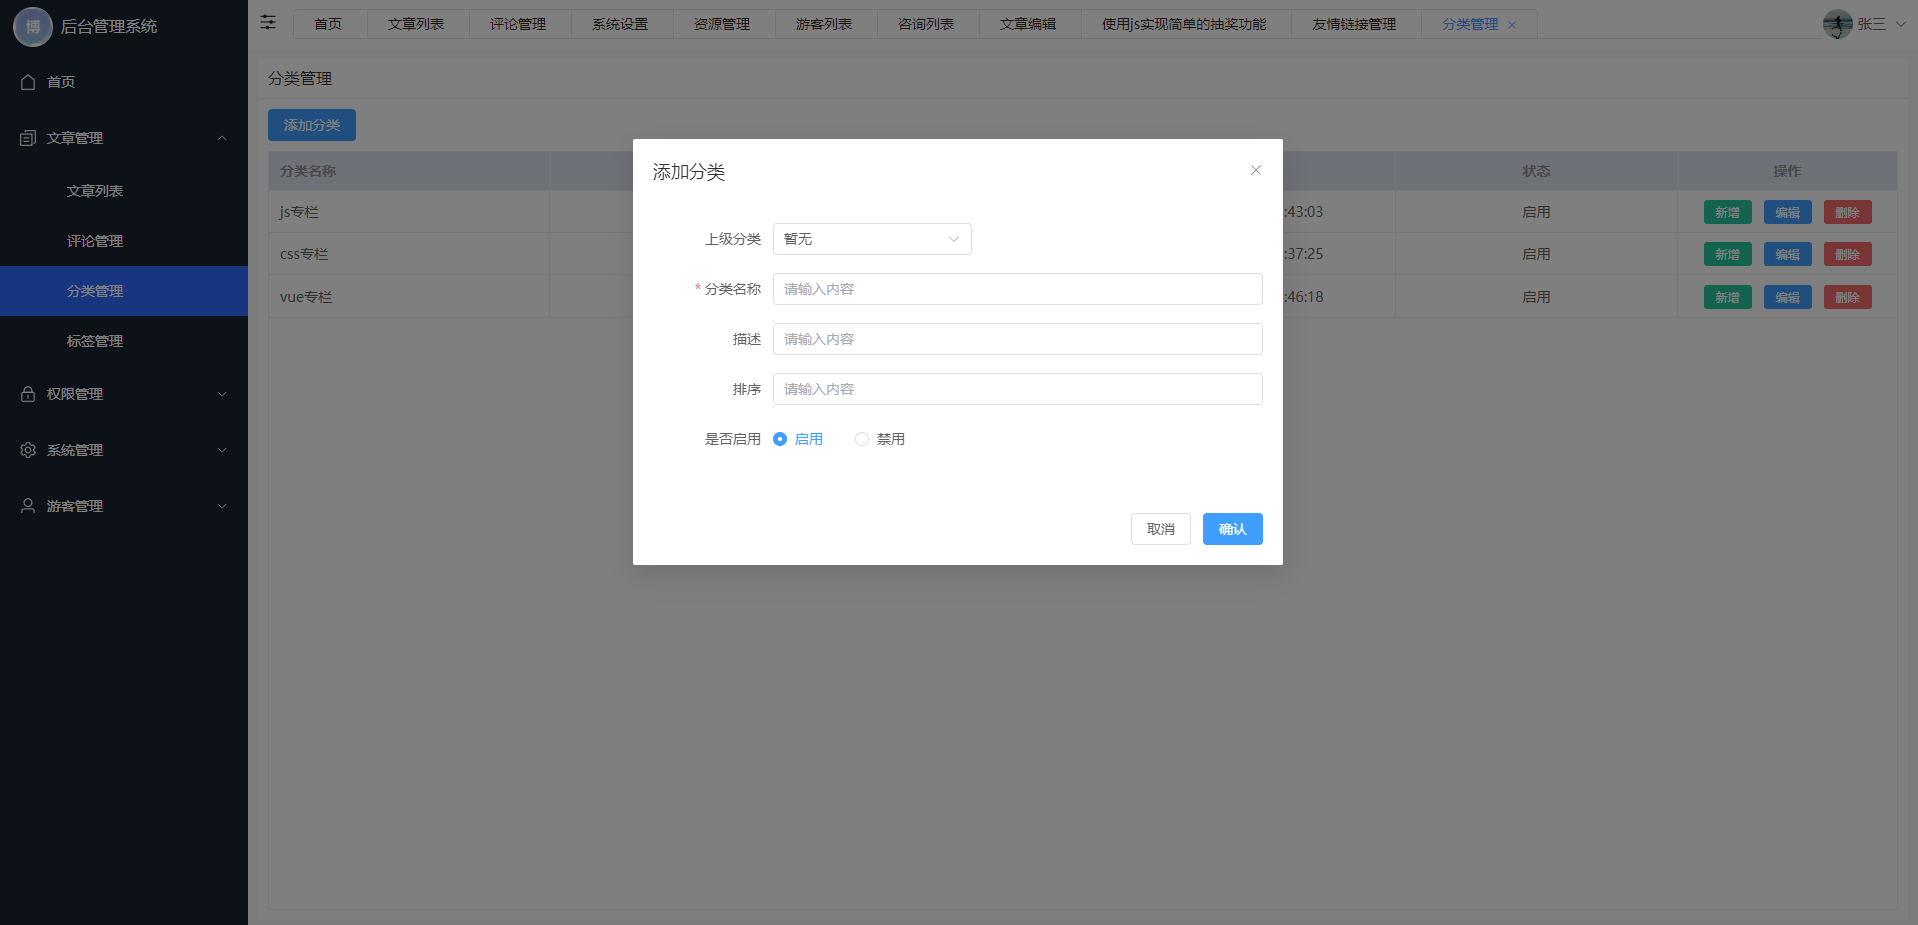 博 后台管理系统
首页 文章列表 评论管理 系统设置 资源管理 游客列表 咨询列表 文章编辑 使用js实现简单的抽奖功能 友情链接管理 分类管理
张三
首页
文章管理
文章列表
评论管理
分类管理
标签管理
权限管理
系统管理
游客管理
分类管理
添加分类
分类名称 状态 操作
js专栏 :43:03 启用 新增 编辑 删除
css专栏 :37:25 启用 新增 编辑 删除
vue专栏 :46:18 启用 新增 编辑 删除
添加分类
上级分类 暂无
* 分类名称 请输入内容
描述 请输入内容
排序 请输入内容
是否启用 启用 禁用
取消 确认